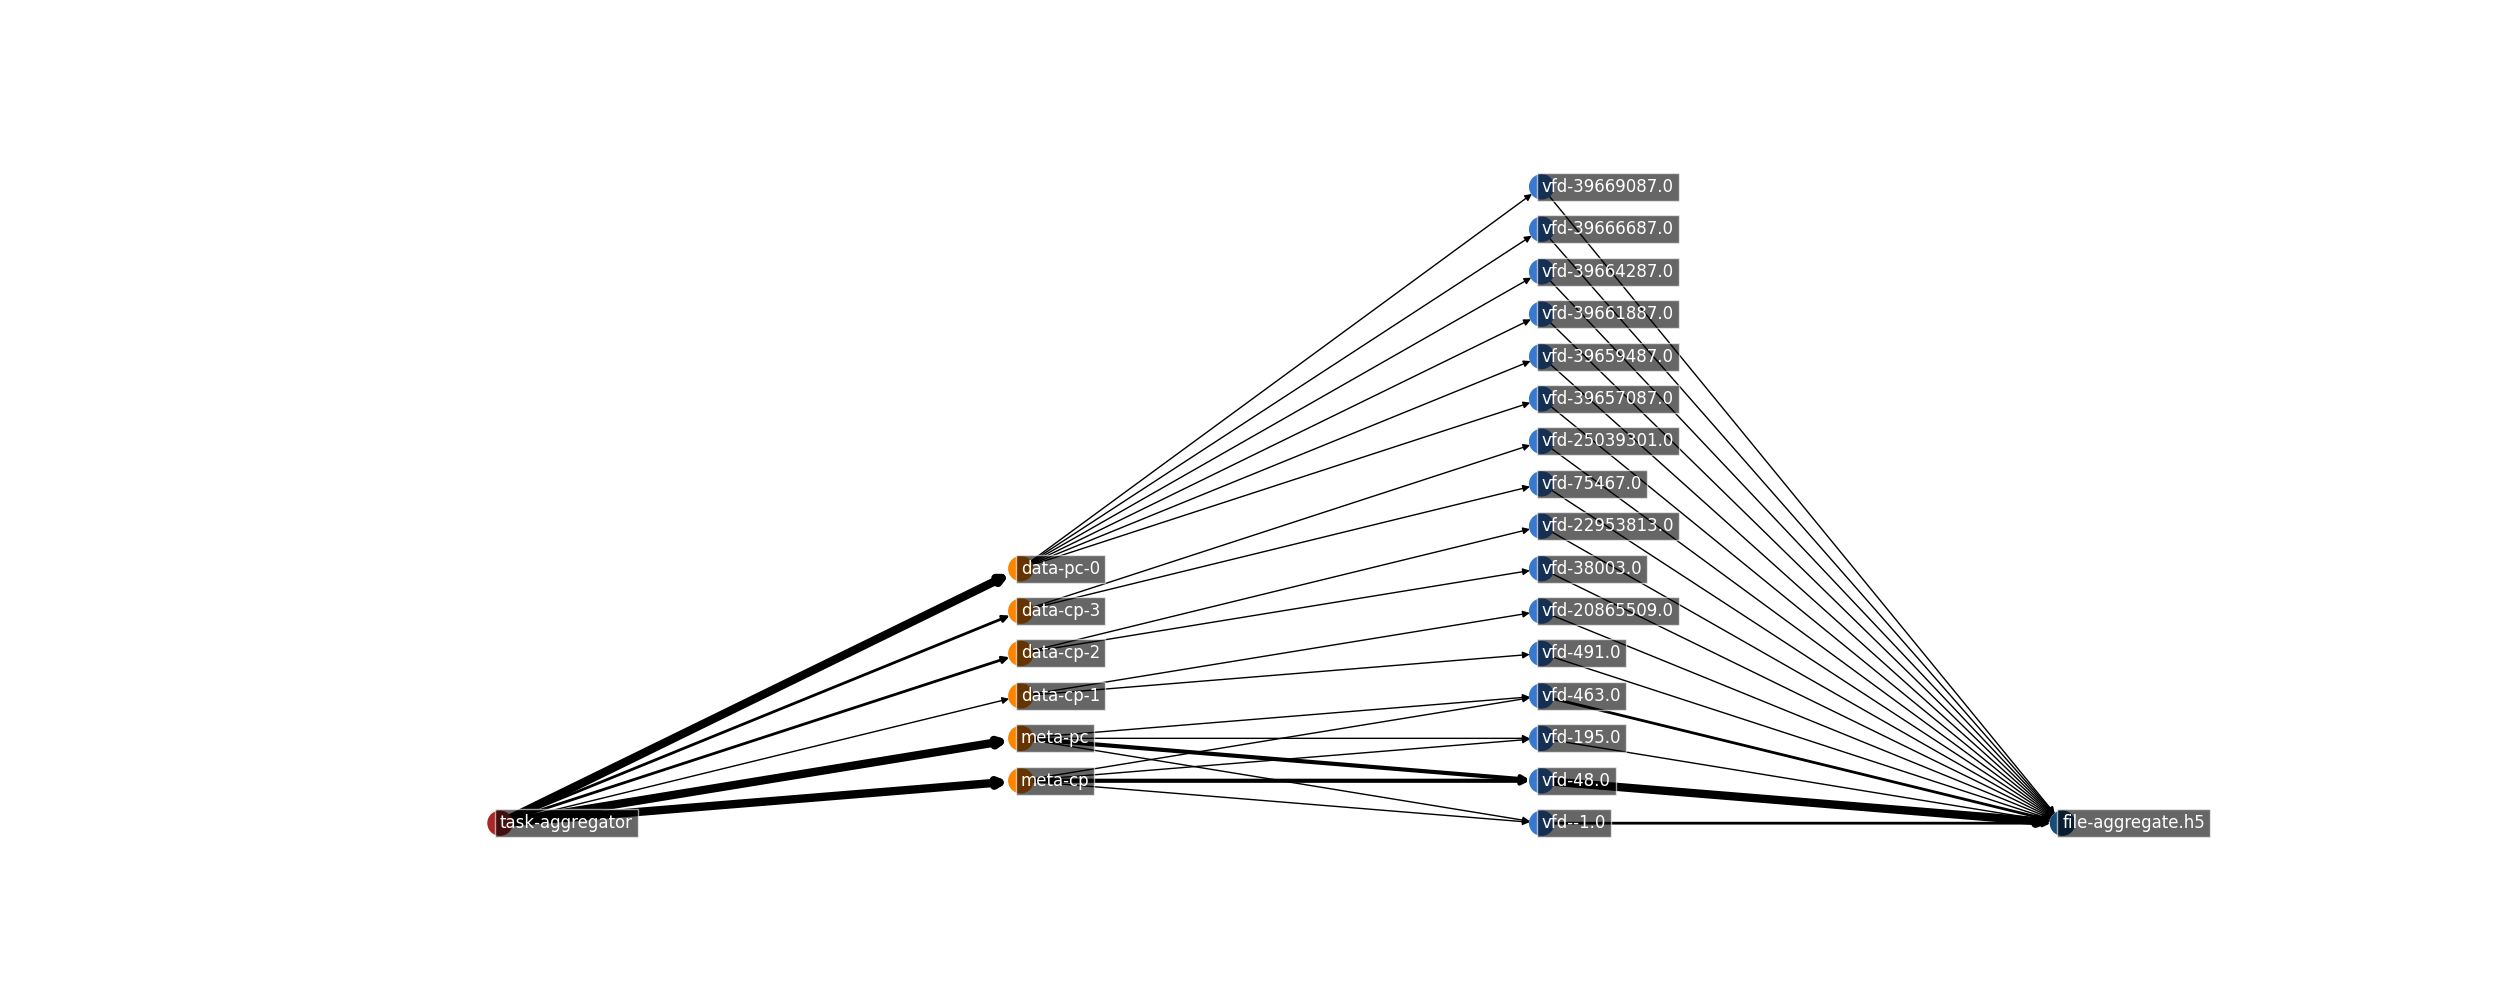 vfd-39669087.0
vfd-39666687.0
vfd-39664287.0
vfd-39661887.0
vfd-39659487.0
vfd-39657087.0
vfd-25039301.0
vfd-75467.0
vfd-22953813.0
data-pc-0
vfd-38003.0
data-cp-3
vfd-20865509.0
data-cp-2
vfd-491.0
data-cp-1
vfd-463.0
meta-pc
vfd-195.0
meta-cp
vfd-48.0
task-aggregator
vfd--1.0
file-aggregate.h5